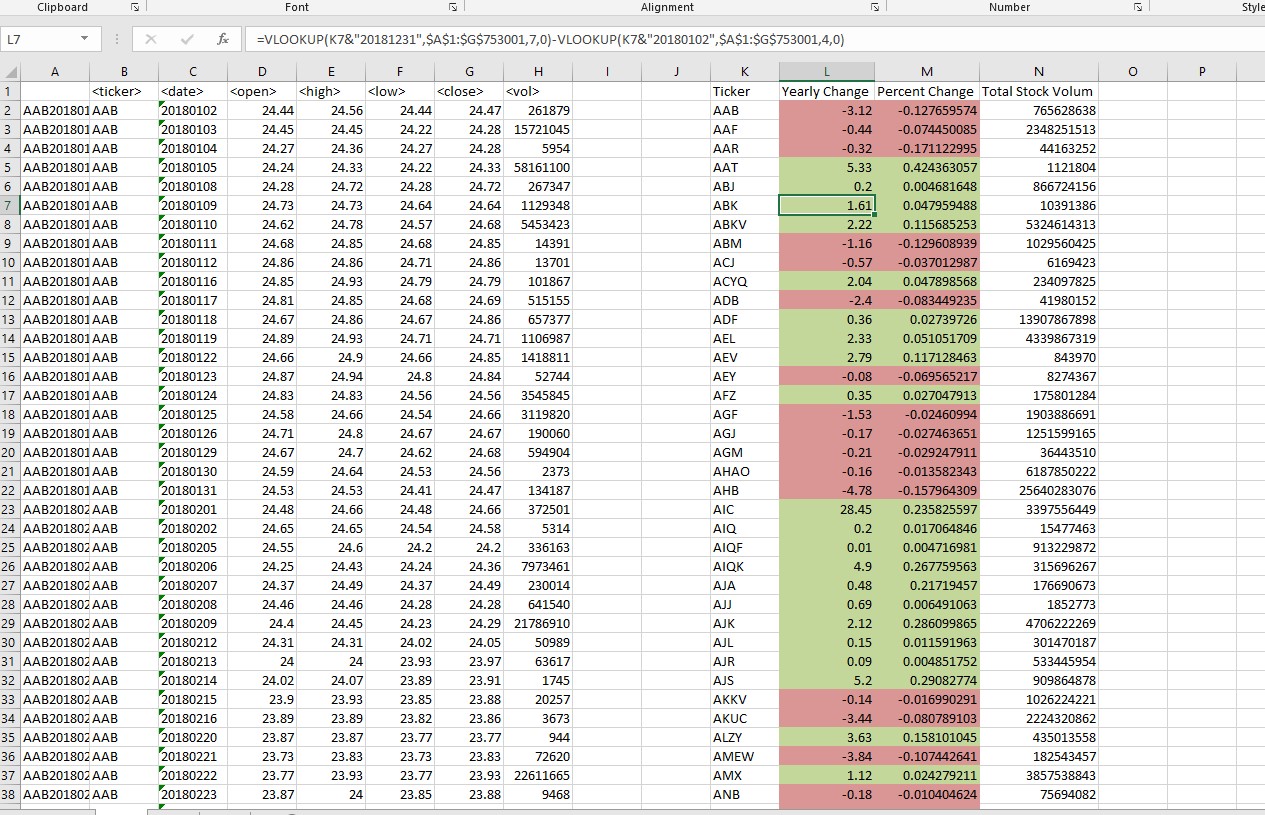 Clipboard Font Alignment Number Style
L7 fx =VLOOKUP(K7&"20181231",$A$1:$G$753001,7,0)-VLOOKUP(K7&"20180102",$A$1:$G$753001,4,0)
A B C D E F G H I J K L M N O P
1 <ticker> <date> <open> <high> <low> <close> <vol> Ticker Yearly Change Percent Change Total Stock Volum
2 AAB201801 AAB 20180102 24.44 24.56 24.44 24.47 261879 AAB -3.12 -0.127659574 765628638
3 AAB201801 AAB 20180103 24.45 24.45 24.22 24.28 15721045 AAF -0.44 -0.074450085 2348251513
4 AAB201801 AAB 20180104 24.27 24.36 24.27 24.28 5954 AAR -0.32 -0.171122995 44163252
5 AAB201801 AAB 20180105 24.24 24.33 24.22 24.33 58161100 AAT 5.33 0.424363057 1121804
6 AAB201801 AAB 20180108 24.28 24.72 24.28 24.72 267347 ABJ 0.2 0.004681648 866724156
7 AAB201801 AAB 20180109 24.73 24.73 24.64 24.64 1129348 ABK 1.61 0.047959488 10391386
8 AAB201801 AAB 20180110 24.62 24.78 24.57 24.68 5453423 ABKV 2.22 0.115685253 5324614313
9 AAB201801 AAB 20180111 24.68 24.85 24.68 24.85 14391 ABM -1.16 -0.129608939 1029560425
10 AAB201801 AAB 20180112 24.86 24.86 24.71 24.86 13701 ACJ -0.57 -0.037012987 6169423
11 AAB201801 AAB 20180116 24.85 24.93 24.79 24.79 101867 ACYQ 2.04 0.047898568 234097825
12 AAB201801 AAB 20180117 24.81 24.85 24.68 24.69 515155 ADB -2.4 -0.083449235 41980152
13 AAB201801 AAB 20180118 24.67 24.86 24.67 24.86 657377 ADF 0.36 0.02739726 13907867898
14 AAB201801 AAB 20180119 24.89 24.93 24.71 24.71 1106987 AEL 2.33 0.051051709 4339867319
15 AAB201801 AAB 20180122 24.66 24.9 24.66 24.85 1418811 AEV 2.79 0.117128463 843970
16 AAB201801 AAB 20180123 24.87 24.94 24.8 24.84 52744 AEY -0.08 -0.069565217 8274367
17 AAB201801 AAB 20180124 24.83 24.83 24.56 24.56 3545845 AFZ 0.35 0.027047913 175801284
18 AAB201801 AAB 20180125 24.58 24.66 24.54 24.66 3119820 AGF -1.53 -0.02460994 1903886691
19 AAB201801 AAB 20180126 24.71 24.8 24.67 24.67 190060 AGJ -0.17 -0.027463651 1251599165
20 AAB201801 AAB 20180129 24.67 24.7 24.62 24.68 594904 AGM -0.21 -0.029247911 36443510
21 AAB201801 AAB 20180130 24.59 24.64 24.53 24.56 2373 AHAO -0.16 -0.013582343 6187850222
22 AAB201801 AAB 20180131 24.53 24.53 24.41 24.47 134187 AHB -4.78 -0.157964309 25640283076
23 AAB201802 AAB 20180201 24.48 24.66 24.48 24.66 372501 AIC 28.45 0.235825597 3397556449
24 AAB201802 AAB 20180202 24.65 24.65 24.54 24.58 5314 AIQ 0.2 0.017064846 15477463
25 AAB201802 AAB 20180205 24.55 24.6 24.2 24.2 336163 AIQF 0.01 0.004716981 913229872
26 AAB201802 AAB 20180206 24.25 24.43 24.24 24.36 7973461 AIQK 4.9 0.267759563 315696267
27 AAB201802 AAB 20180207 24.37 24.49 24.37 24.49 230014 AJA 0.48 0.21719457 176690673
28 AAB201802 AAB 20180208 24.46 24.46 24.28 24.28 641540 AJJ 0.69 0.006491063 1852773
29 AAB201802 AAB 20180209 24.4 24.45 24.23 24.29 21786910 AJK 2.12 0.286099865 4706222269
30 AAB201802 AAB 20180212 24.31 24.31 24.02 24.05 50989 AJL 0.15 0.011591963 301470187
31 AAB201802 AAB 20180213 24 24 23.93 23.97 63617 AJR 0.09 0.004851752 533445954
32 AAB201802 AAB 20180214 24.02 24.07 23.89 23.91 1745 AJS 5.2 0.29082774 909864878
33 AAB201802 AAB 20180215 23.9 23.93 23.85 23.88 20257 AKKV -0.14 -0.016990291 1026224221
34 AAB201802 AAB 20180216 23.89 23.89 23.82 23.86 3673 AKUC -3.44 -0.080789103 2224320862
35 AAB201802 AAB 20180220 23.87 23.87 23.77 23.77 944 ALZY 3.63 0.158101045 435013558
36 AAB201802 AAB 20180221 23.73 23.83 23.73 23.83 72620 AMEW -3.84 -0.107442641 182543457
37 AAB201802 AAB 20180222 23.77 23.93 23.77 23.93 22611665 AMX 1.12 0.024279211 3857538843
38 AAB201802 AAB 20180223 23.87 24 23.85 23.88 9468 ANB -0.18 -0.010404624 75694082